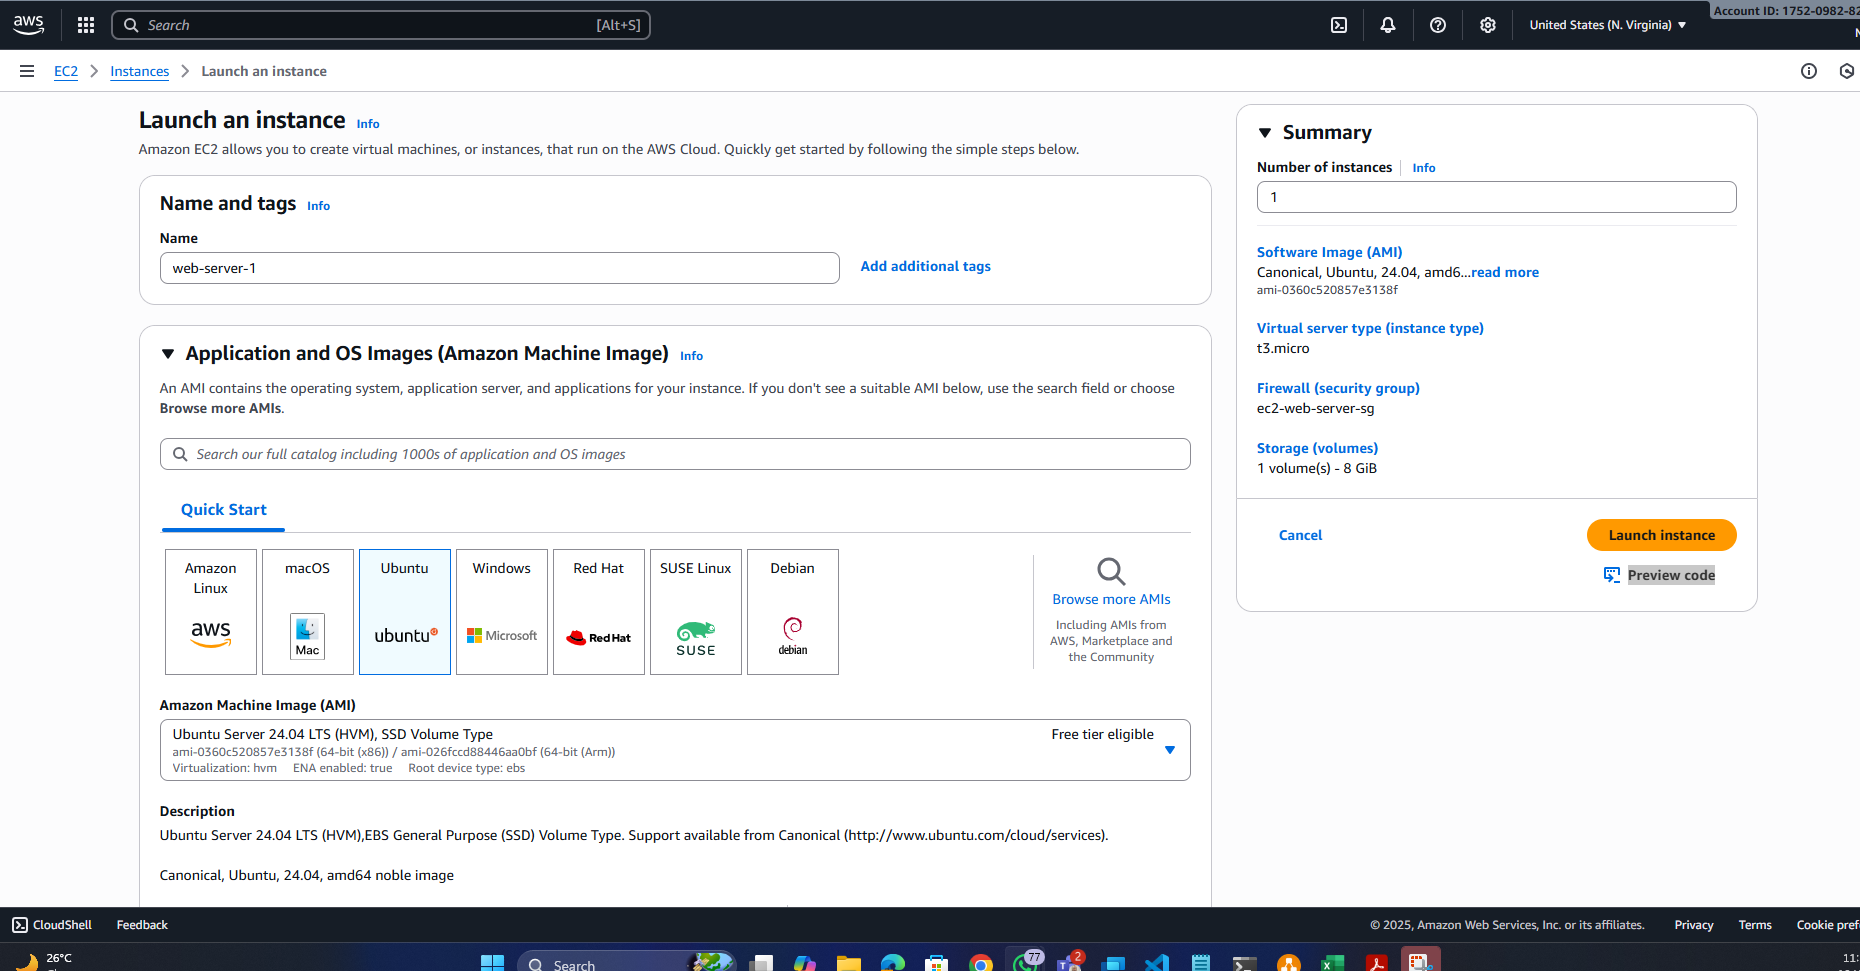 aws
Search
[Alt+S]
United States (N. Virginia)
Account ID: 1752-0982-82
EC2
Instances
Launch an instance
Launch an instance Info
Amazon EC2 allows you to create virtual machines, or instances, that run on the AWS Cloud. Quickly get started by following the simple steps below.
Name and tags Info
Name
web-server-1
Add additional tags
Application and OS Images (Amazon Machine Image) Info
An AMI contains the operating system, application server, and applications for your instance. If you don't see a suitable AMI below, use the search field or choose
Browse more AMIs.
Search our full catalog including 1000s of application and OS images
Quick Start
Amazon
Linux
aws
macOS
Mac
Ubuntu
ubuntu
Windows
Microsoft
Red Hat
Red Hat
SUSE Linux
SUSE
Debian
debian
Browse more AMIs
Including AMIs from
AWS, Marketplace and
the Community
Amazon Machine Image (AMI)
Ubuntu Server 24.04 LTS (HVM), SSD Volume Type
Free tier eligible
ami-0360c520857e3138f (64-bit (x86)) / ami-026fccd88446aa0bf (64-bit (Arm))
Virtualization: hvm ENA enabled: true Root device type: ebs
Description
Ubuntu Server 24.04 LTS (HVM),EBS General Purpose (SSD) Volume Type. Support available from Canonical (http://www.ubuntu.com/cloud/services).
Canonical, Ubuntu, 24.04, amd64 noble image
Summary
Number of instances Info
1
Software Image (AMI)
Canonical, Ubuntu, 24.04, amd6...read more
ami-0360c520857e3138f
Virtual server type (instance type)
t3.micro
Firewall (security group)
ec2-web-server-sg
Storage (volumes)
1 volume(s) - 8 GiB
Cancel
Launch instance
Preview code
CloudShell
Feedback
© 2025, Amazon Web Services, Inc. or its affiliates.
Privacy
Terms
Cookie pref
26°C
Search
77
2
11: